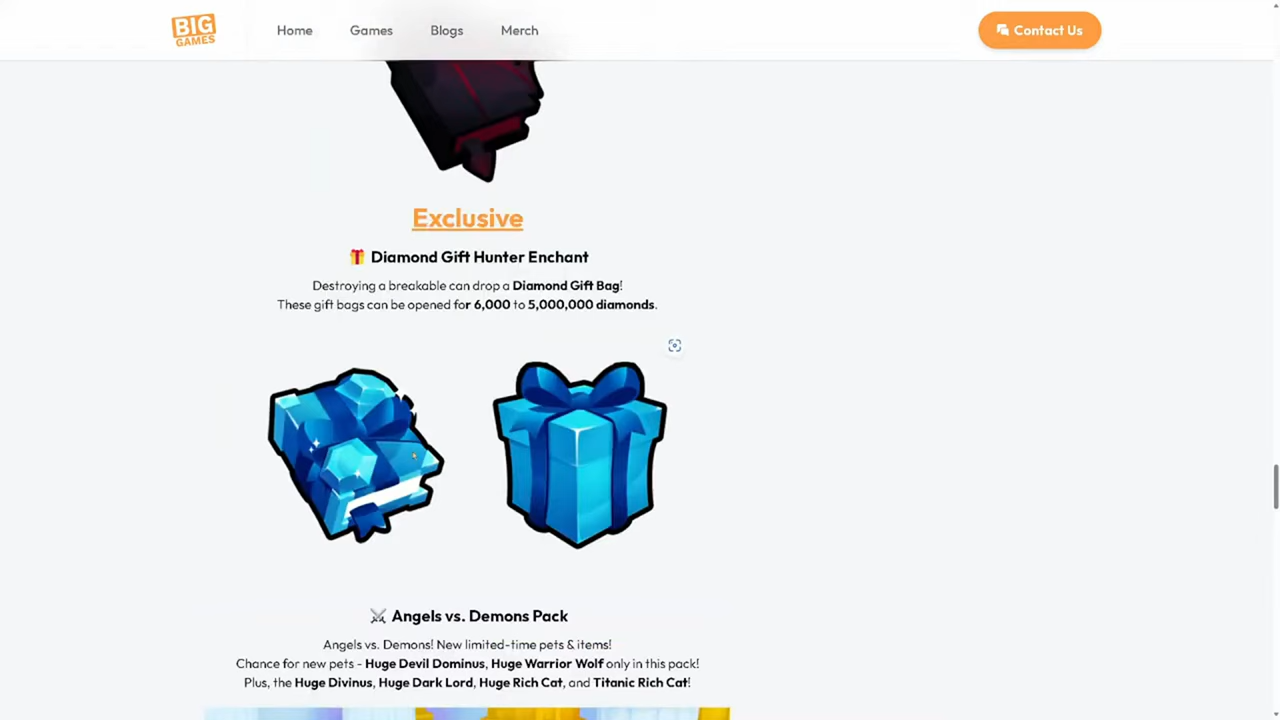 BIG
GAMES
Home
Games
Blogs
Merch
Contact Us
Exclusive
🎁 Diamond Gift Hunter Enchant
Destroying a breakable can drop a Diamond Gift Bag!
These gift bags can be opened for 6,000 to 5,000,000 diamonds.
⚔️ Angels vs. Demons Pack
Angels vs. Demons! New limited-time pets & items!
Chance for new pets - Huge Devil Dominus, Huge Warrior Wolf only in this pack!
Plus, the Huge Divinus, Huge Dark Lord, Huge Rich Cat, and Titanic Rich Cat!